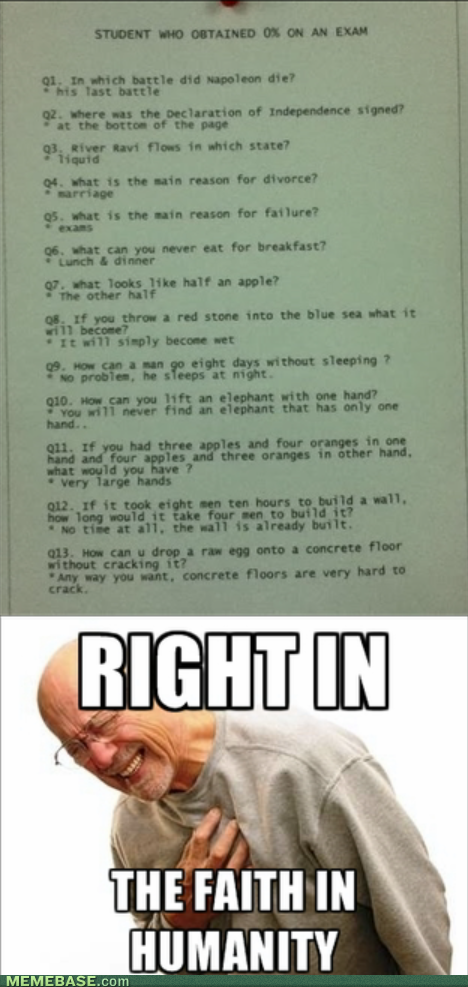 STUDENT WHO OBTAINED 0% ON AN EXAM
Q1. In which battle did Napoleon die?
* his last battle
Q2. Where was the Declaration of Independence signed?
* at the bottom of the page
Q3. River Ravi flows in which state?
* liquid
Q4. What is the main reason for divorce?
* marriage
Q5. What is the main reason for failure?
* exams
Q6. What can you never eat for breakfast?
* Lunch & dinner
Q7. What looks like half an apple?
* The other half
Q8. If you throw a red stone into the blue sea what it
will become?
* It will simply become wet
Q9. How can a man go eight days without sleeping ?
* No problem, he sleeps at night.
Q10. How can you lift an elephant with one hand?
* You will never find an elephant that has only one
hand..
Q11. If you had three apples and four oranges in one
hand and four apples and three oranges in other hand,
what would you have ?
* Very large hands
Q12. If it took eight men ten hours to build a wall,
how long would it take four men to build it?
* No time at all, the wall is already built.
Q13. How can u drop a raw egg onto a concrete floor
without cracking it?
*Any way you want, concrete floors are very hard to
crack.
RIGHT IN
THE FAITH IN
HUMANITY
MEMEBASE.com